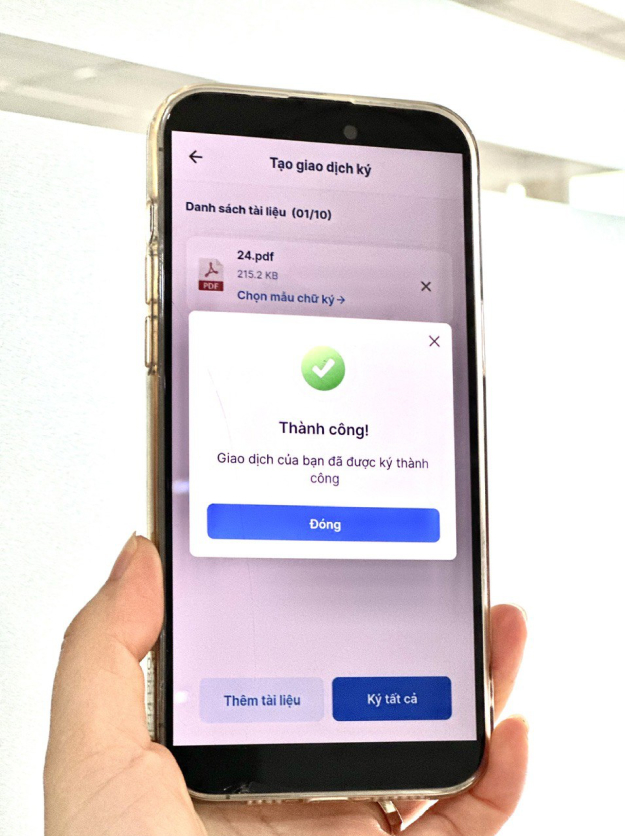 Tạo giao dịch ký
Danh sách tài liệu (01/10)
24.pdf
215.2 KB
PDF
Chọn mẫu chữ ký →
Thành công!
Giao dịch của bạn đã được ký thành
công
Đóng
Thêm tài liệu
Ký tất cả